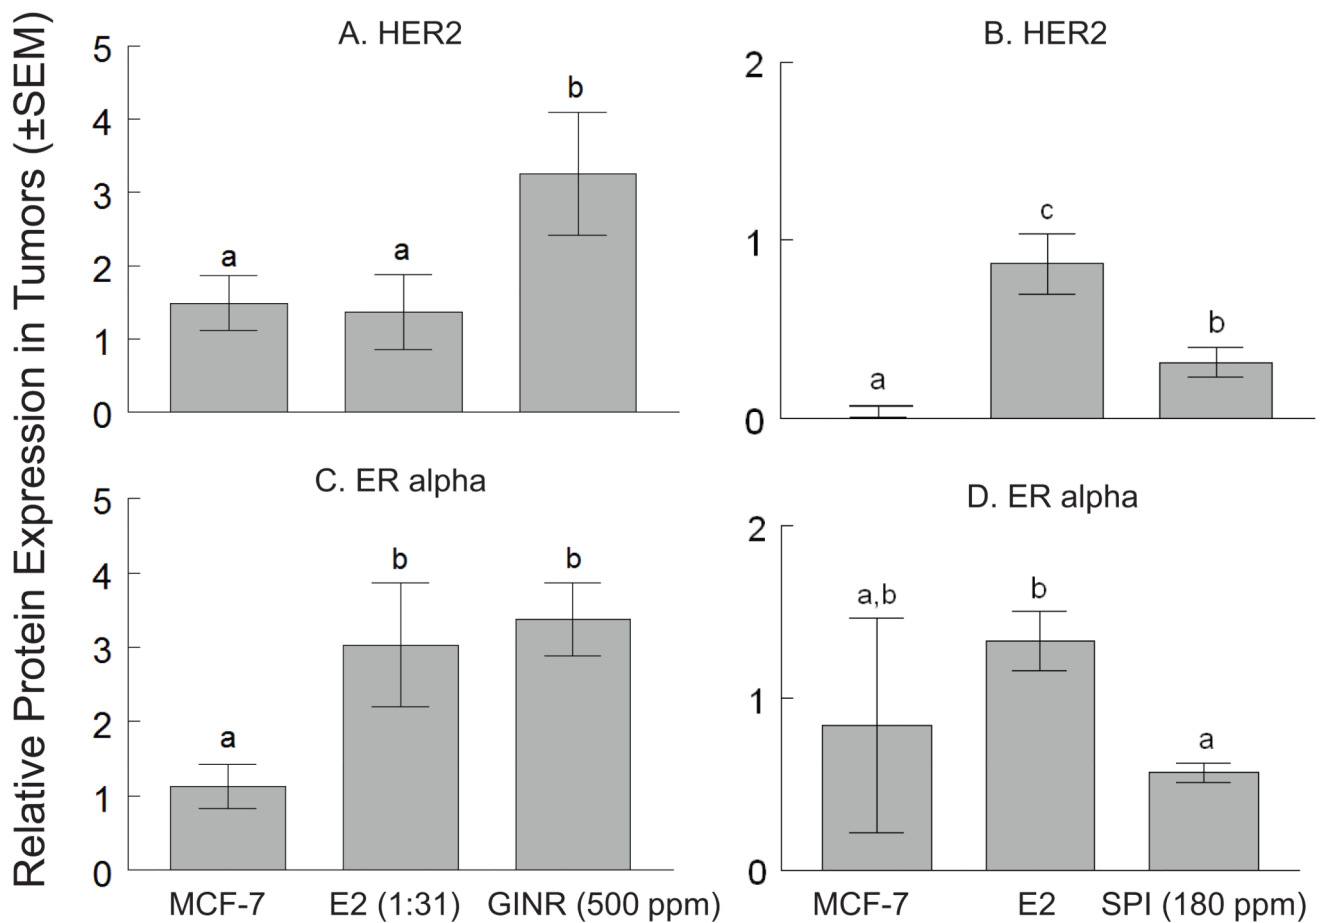 Relative Protein Expression in Tumors (±SEM)
A. HER2
5
4
3
2
1
0
a
a
b
B. HER2
2
1
0
a
c
b
C. ER alpha
5
4
3
2
1
0
a
b
b
MCF-7
E2 (1:31)
GINR (500 ppm)
D. ER alpha
2
1
0
a,b
b
a
MCF-7
E2
SPI (180 ppm)